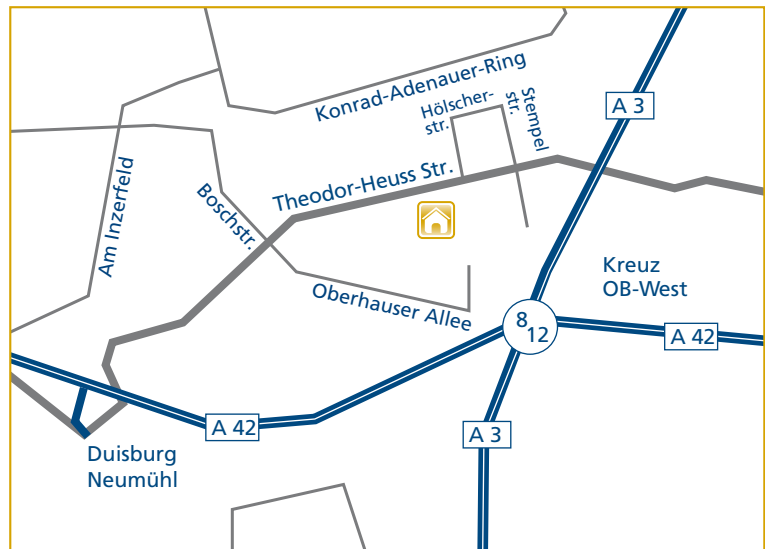 Konrad-Adenauer-Ring
Hölscher-
str.
Stempel
str.
A 3
Am Inzerfeld
Boschstr.
Theodor-Heuss Str.
Oberhauser Allee
Kreuz
OB-West
8
12
A 42
A 42
A 3
Duisburg
Neumühl